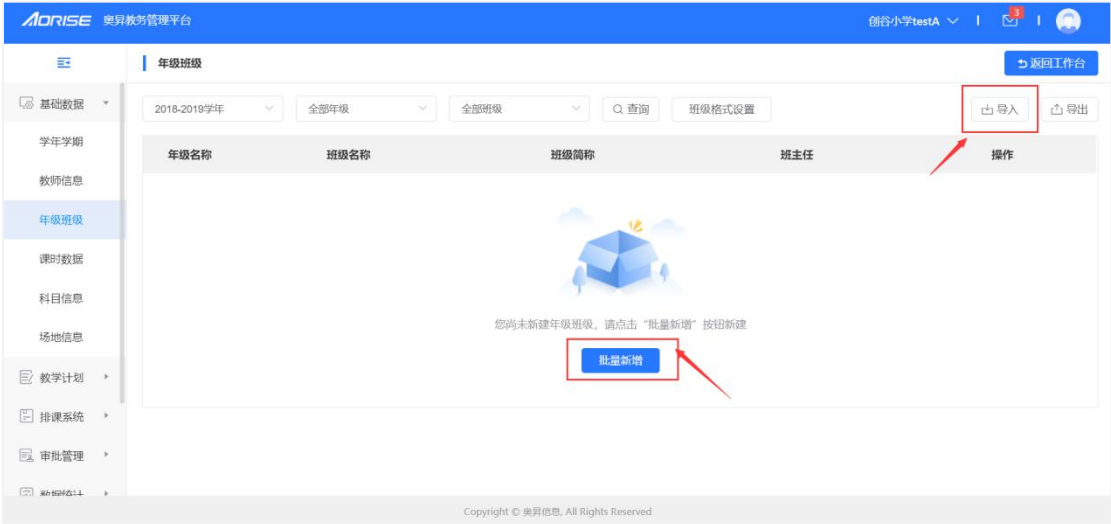 AORISE 奥昇教务管理平台 创谷小学testA 3
年级班级 返回工作台
基础数据
学年学期
教师信息
年级班级
课时数据
科目信息
场地信息
教学计划
排课系统
审批管理
数据统计
2018-2019学年 全部年级 全部班级 查询 班级格式设置 导入 导出
年级名称 班级名称 班级简称 班主任 操作
您尚未新建年级班级，请点击“批量新增”按钮新建
批量新增
Copyright © 奥昇信息, All Rights Reserved